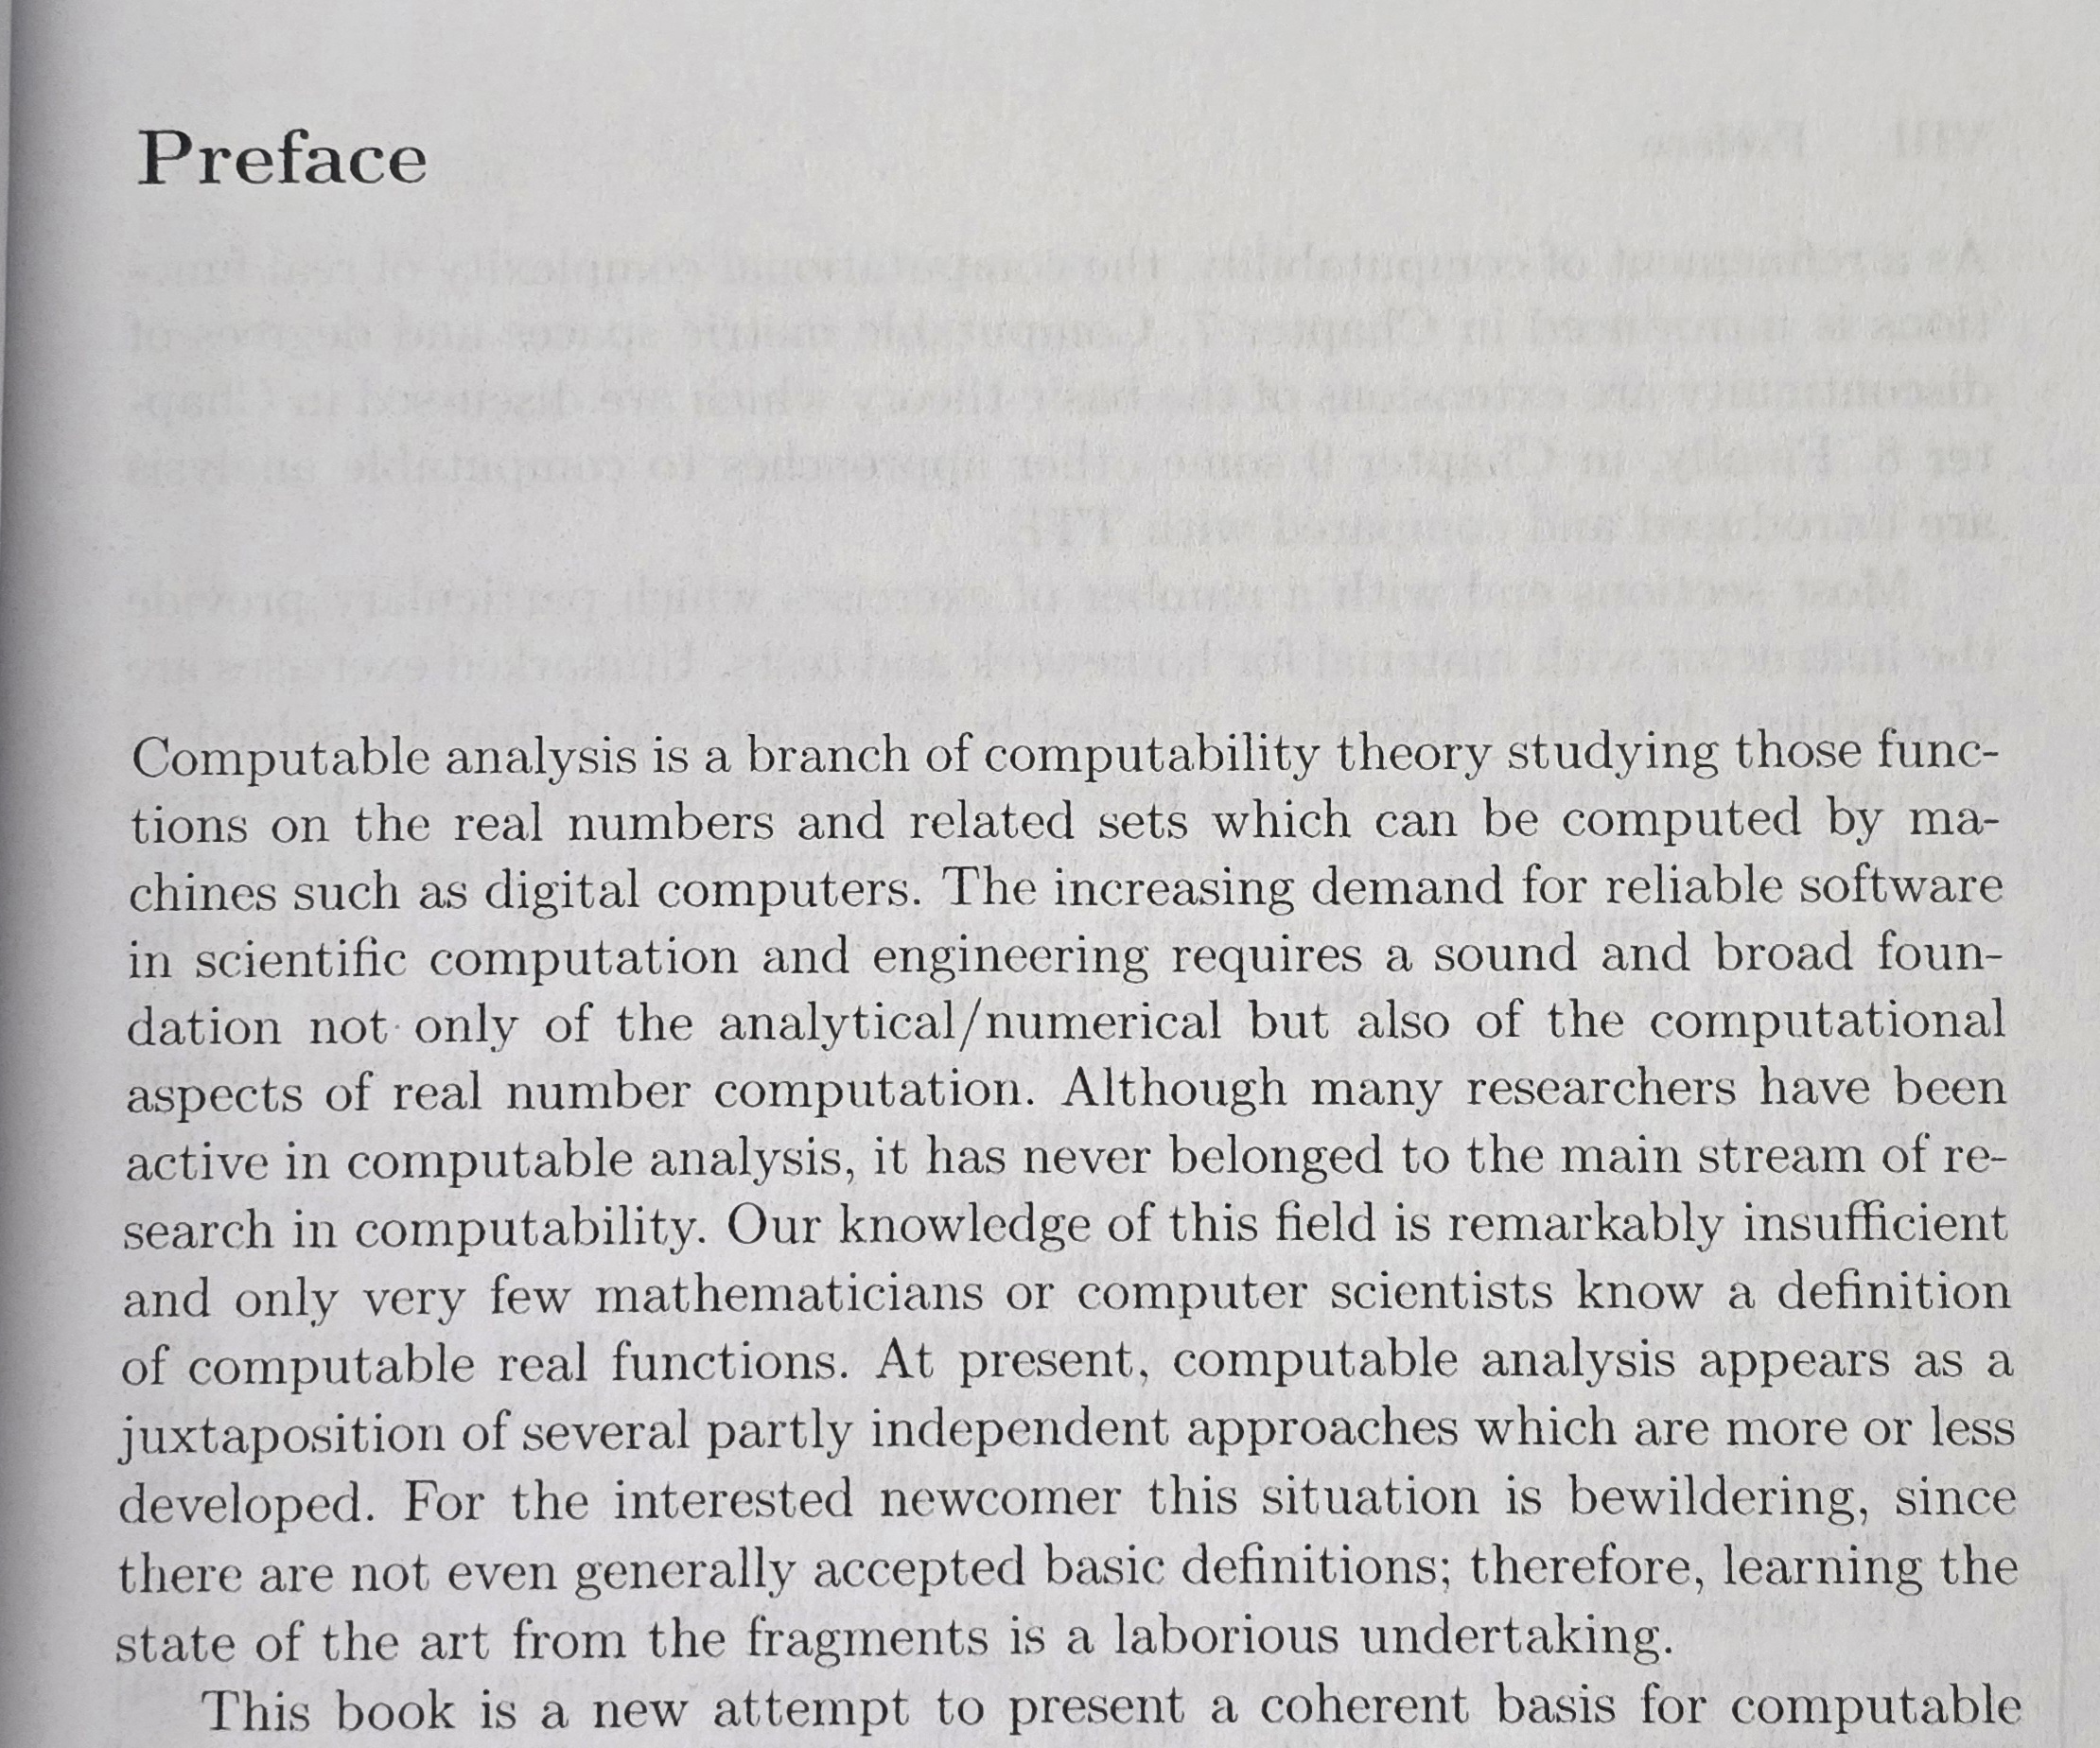 Preface
Computable analysis is a branch of computability theory studying those func-
tions on the real numbers and related sets which can be computed by ma-
chines such as digital computers. The increasing demand for reliable software
in scientific computation and engineering requires a sound and broad foun-
dation not only of the analytical/numerical but also of the computational
aspects of real number computation. Although many researchers have been
active in computable analysis, it has never belonged to the main stream of re-
search in computability. Our knowledge of this field is remarkably insufficient
and only very few mathematicians or computer scientists know a definition
of computable real functions. At present, computable analysis appears as a
juxtaposition of several partly independent approaches which are more or less
developed. For the interested newcomer this situation is bewildering, since
there are not even generally accepted basic definitions; therefore, learning the
state of the art from the fragments is a laborious undertaking.
This book is a new attempt to present a coherent basis for computable